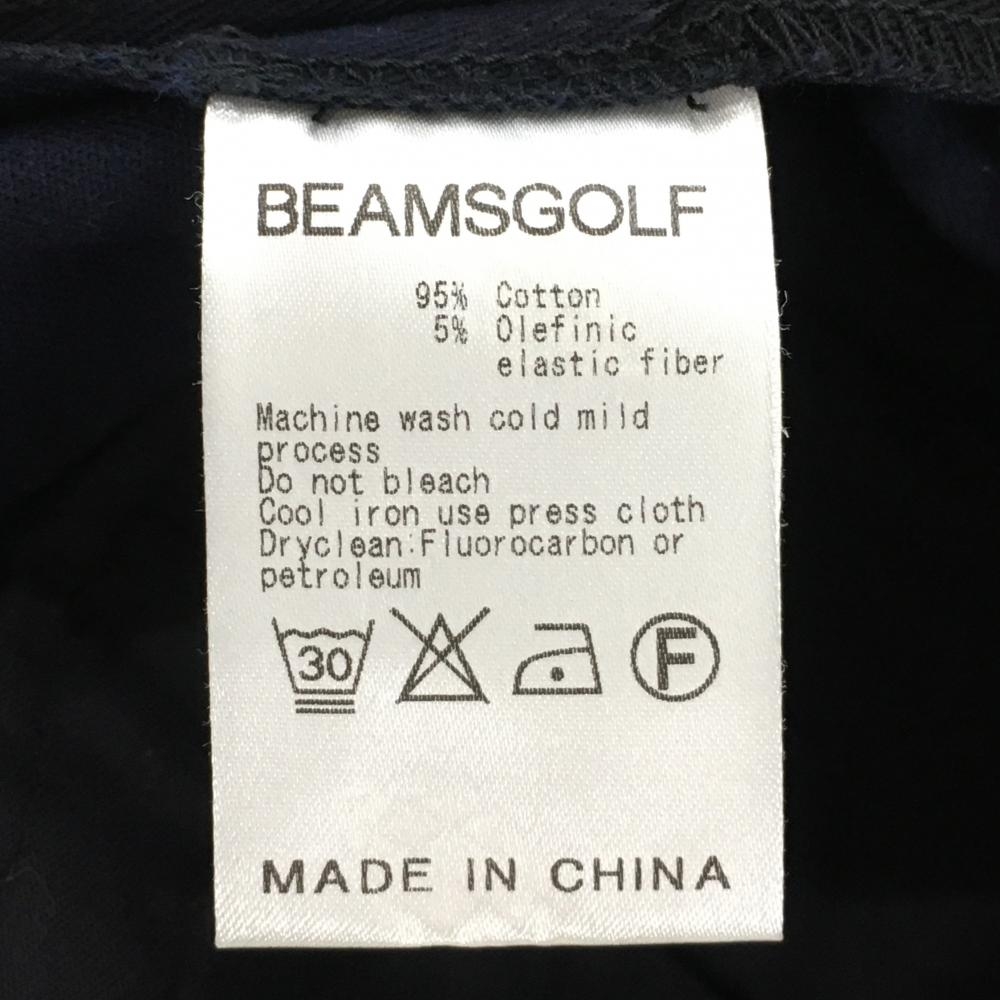 BEAMSGOLF
95% Cotton
5% Olefinic
elastic fiber
Machine wash cold mild
process
Do not bleach
Cool iron use press cloth
Dryclean:Fluorocarbon or
petroleum
30 F
MADE IN CHINA